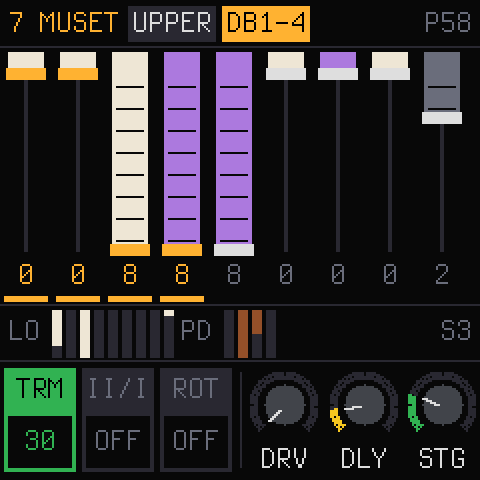 7 MUSET UPPER DB1-4 P58
0 0 8 8 8 0 0 0 2
LO PD S3
TRM II/I ROT
30 OFF OFF
DRV DLY STG